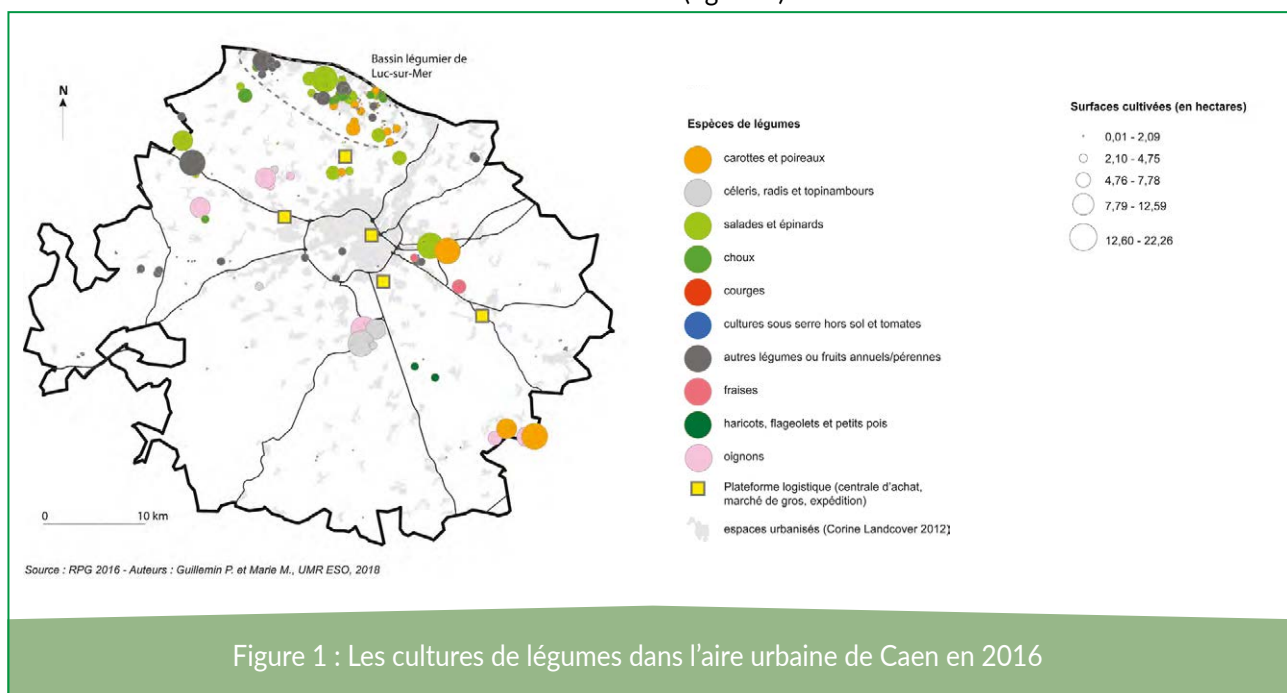 Bassin légumier de
Luc-sur-Mer
N
0 10 km
Source : RPG 2016 - Auteurs : Guillemin P. et Marie M., UMR ESO, 2018
Espèces de légumes
carottes et poireaux
céleris, radis et topinambours
salades et épinards
choux
courges
cultures sous serre hors sol et tomates
autres légumes ou fruits annuels/pérennes
fraises
haricots, flageolets et petits pois
oignons
Plateforme logistique (centrale d'achat,
marché de gros, expédition)
espaces urbanisés (Corine Landcover 2012)
Surfaces cultivées (en hectares)
0,01 - 2,09
2,10 - 4,75
4,76 - 7,78
7,79 - 12,59
12,60 - 22,26
Figure 1 : Les cultures de légumes dans l'aire urbaine de Caen en 2016